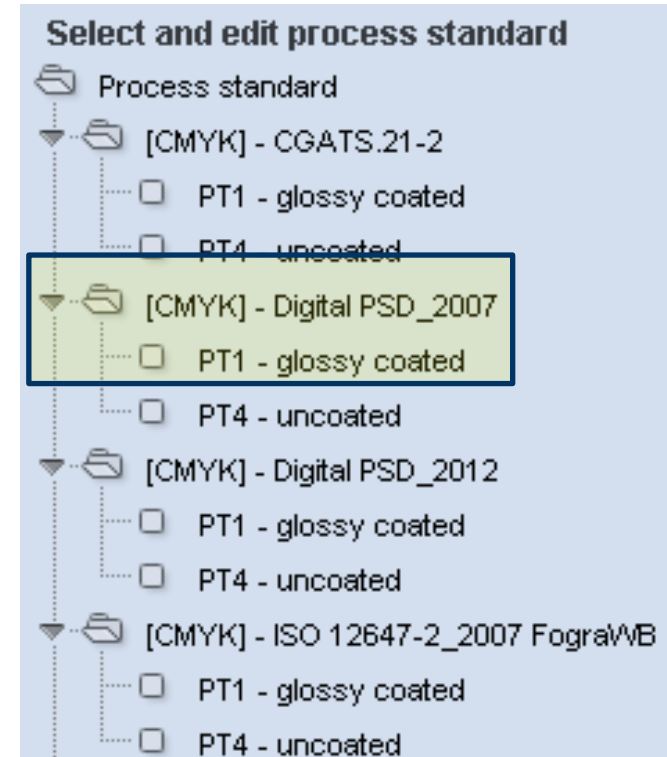 Select and edit process standard
Process standard
[CMYK] - CGATS.21-2
PT1 - glossy coated
PT4 - uncoated
[CMYK] - Digital PSD_2007
PT1 - glossy coated
PT4 - uncoated
[CMYK] - Digital PSD_2012
PT1 - glossy coated
PT4 - uncoated
[CMYK] - ISO 12647-2_2007 FograWB
PT1 - glossy coated
PT4 - uncoated